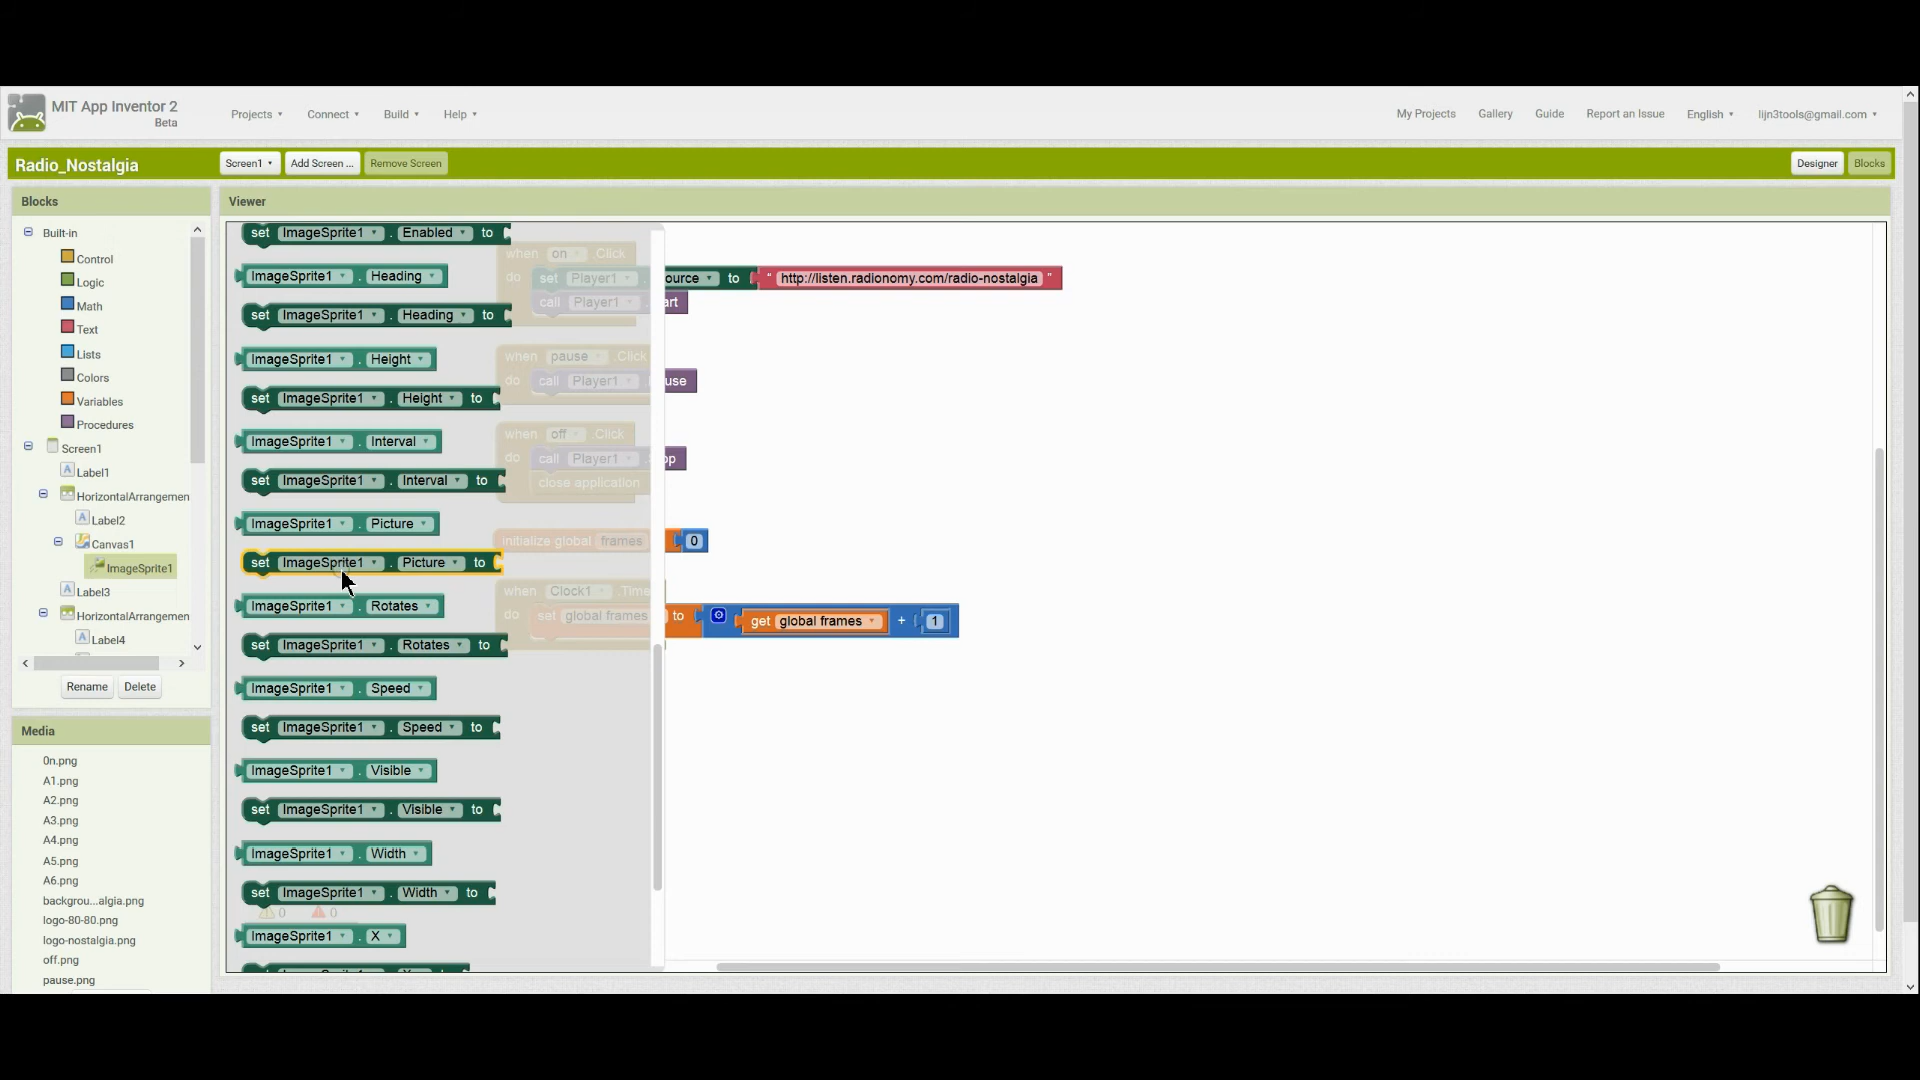 MIT App Inventor 2
Beta
Projects
Connect
Build
Help
My Projects
Gallery
Guide
Report an Issue
English
lijn3tools@gmail.com
Radio_Nostalgia
Screen1
Add Screen ...
Remove Screen
Designer
Blocks
Blocks
Built-in
Control
Logic
Math
Text
Lists
Colors
Variables
Procedures
Screen1
Label1
HorizontalArrangemen
Label2
Canvas1
ImageSprite1
Label3
HorizontalArrangemen
Label4
Rename
Delete
Media
0n.png
A1.png
A2.png
A3.png
A4.png
A5.png
A6.png
backgrou...algia.png
logo-80-80.png
logo-nostalgia.png
off.png
pause.png
Viewer
set ImageSprite1 . Enabled to
ImageSprite1 . Heading
set ImageSprite1 . Heading to
ImageSprite1 . Height
set ImageSprite1 . Height to
ImageSprite1 . Interval
set ImageSprite1 . Interval to
ImageSprite1 . Picture
set ImageSprite1 . Picture to
ImageSprite1 . Rotates
set ImageSprite1 . Rotates to
ImageSprite1 . Speed
set ImageSprite1 . Speed to
ImageSprite1 . Visible
set ImageSprite1 . Visible to
ImageSprite1 . Width
set ImageSprite1 . Width to
0 0
ImageSprite1 . X
when on .Click
do set Player1 . ource to " http://listen.radionomy.com/radio-nostalgia "
call Player1 . art
when pause .Click
do call Player1 . use
when off .Click
do call Player1 . op
close application
initialize global frames 0
when Clock1 .Time
do set global frames to get global frames + 1